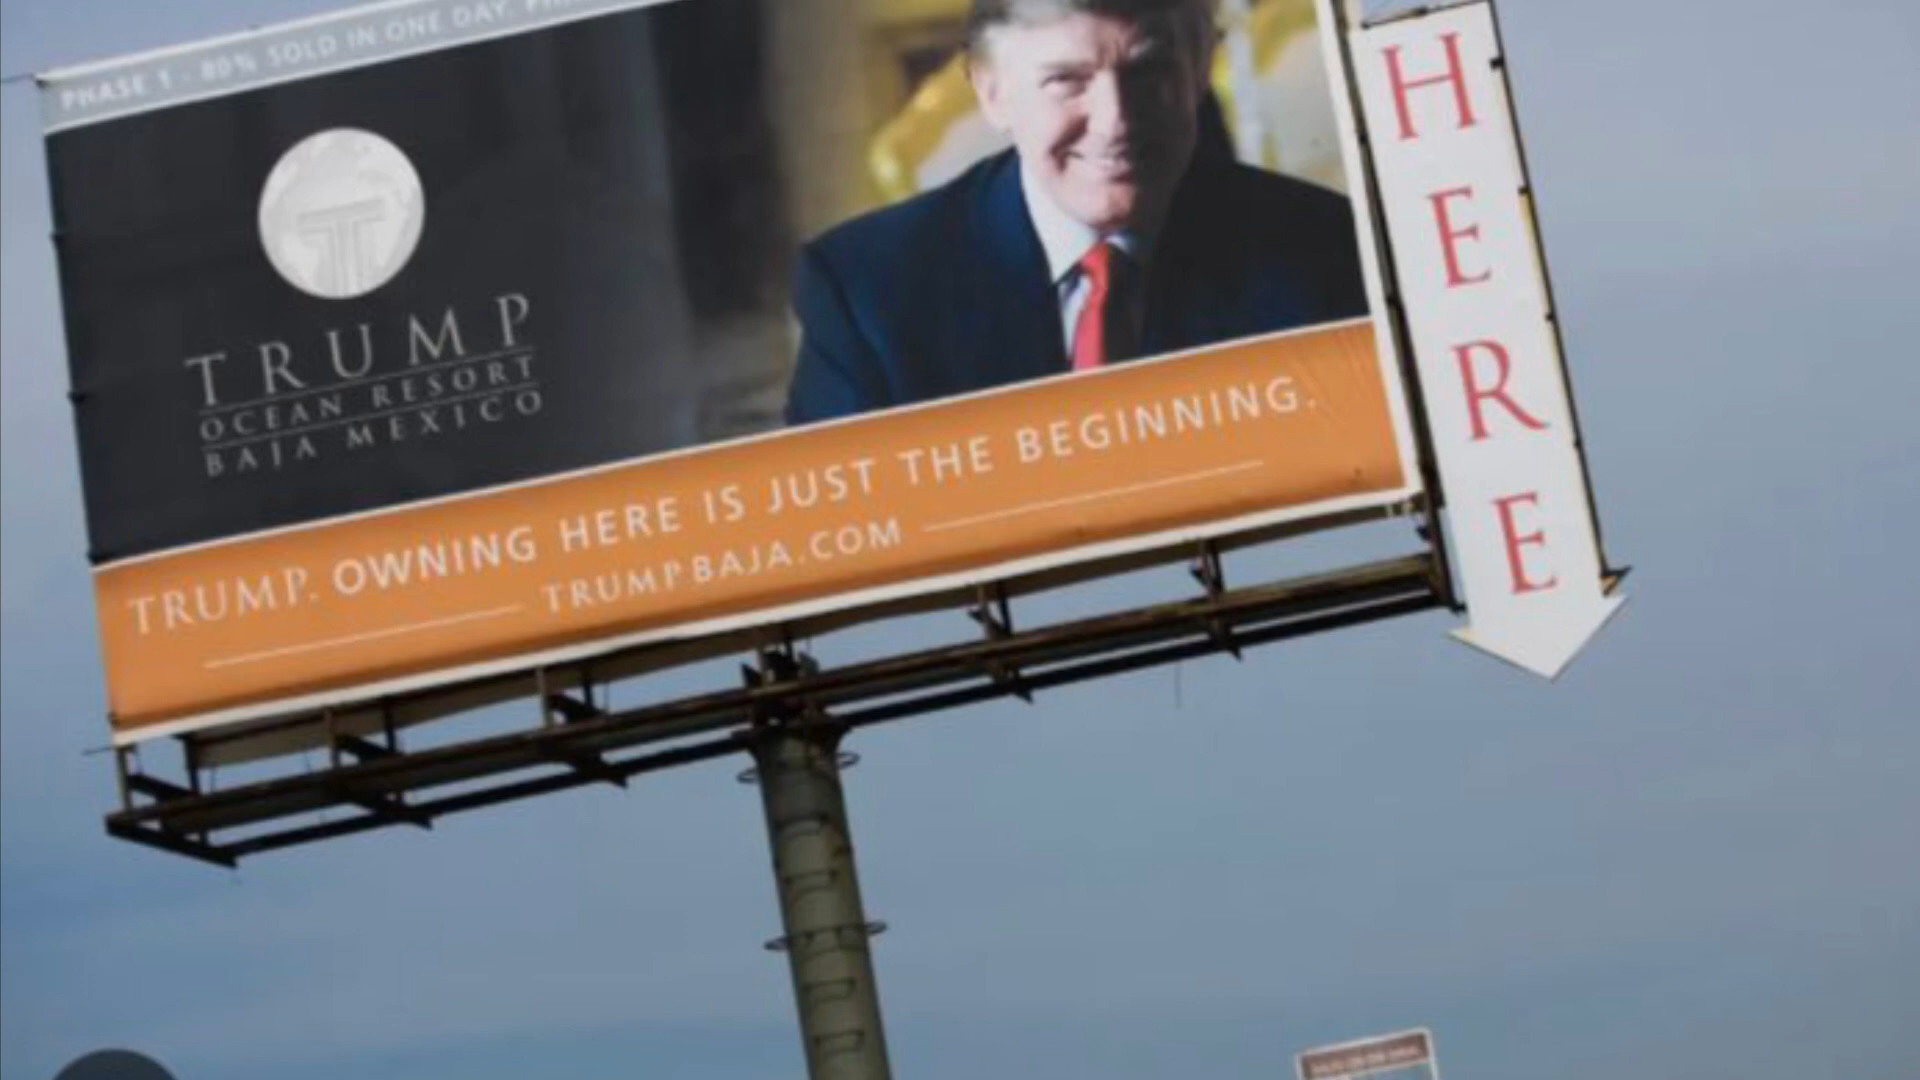 PHASE 1 - 80% SOLD IN ONE DAY.
T
TRUMP
OCEAN RESORT
BAJA MEXICO
TRUMP. OWNING HERE IS JUST THE BEGINNING.
TRUMPBAJA.COM
HERE